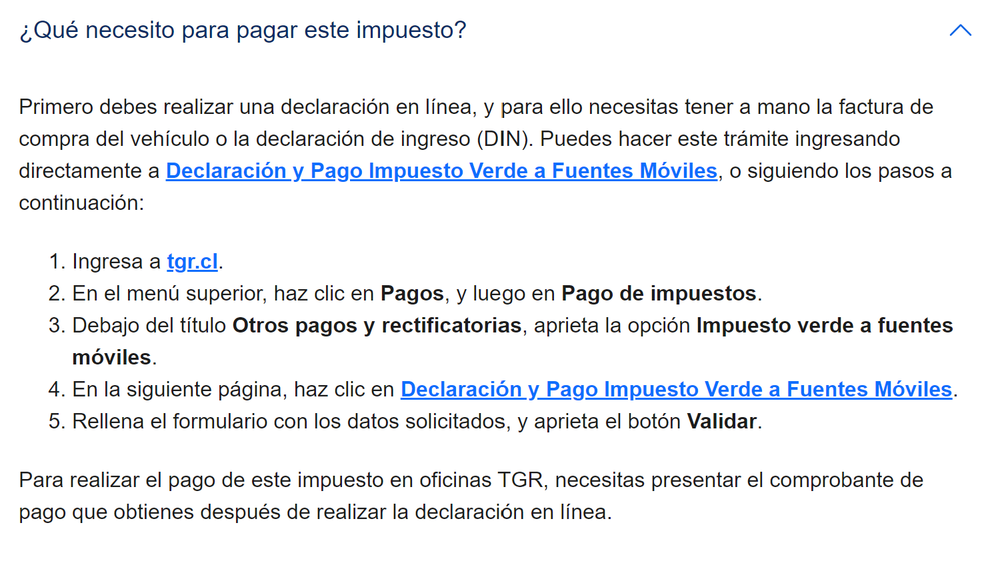 ¿Qué necesito para pagar este impuesto?
Primero debes realizar una declaración en línea, y para ello necesitas tener a mano la factura de
compra del vehículo o la declaración de ingreso (DIN). Puedes hacer este trámite ingresando
directamente a Declaración y Pago Impuesto Verde a Fuentes Móviles, o siguiendo los pasos a
continuación:
1. Ingresa a tgr.cl.
2. En el menú superior, haz clic en Pagos, y luego en Pago de impuestos.
3. Debajo del título Otros pagos y rectificatorias, aprieta la opción Impuesto verde a fuentes
móviles.
4. En la siguiente página, haz clic en Declaración y Pago Impuesto Verde a Fuentes Móviles.
5. Rellena el formulario con los datos solicitados, y aprieta el botón Validar.
Para realizar el pago de este impuesto en oficinas TGR, necesitas presentar el comprobante de
pago que obtienes después de realizar la declaración en línea.